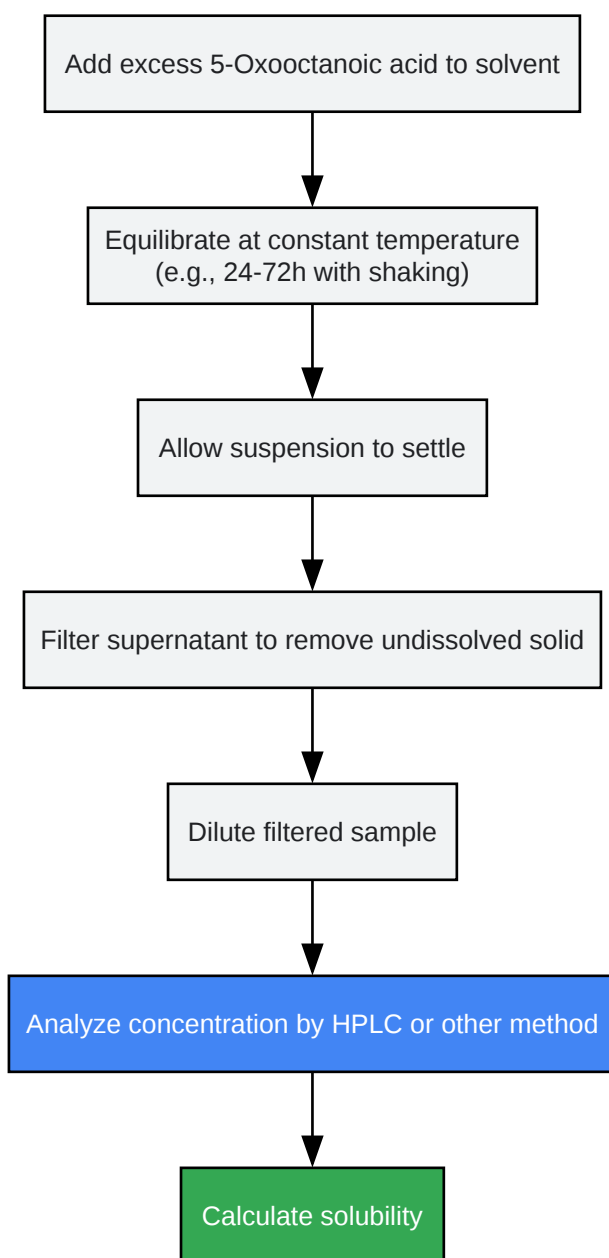 Add excess 5-Oxooctanoic acid to solvent
Equilibrate at constant temperature
(e.g., 24-72h with shaking)
Allow suspension to settle
Filter supernatant to remove undissolved solid
Dilute filtered sample
Analyze concentration by HPLC or other method
Calculate solubility